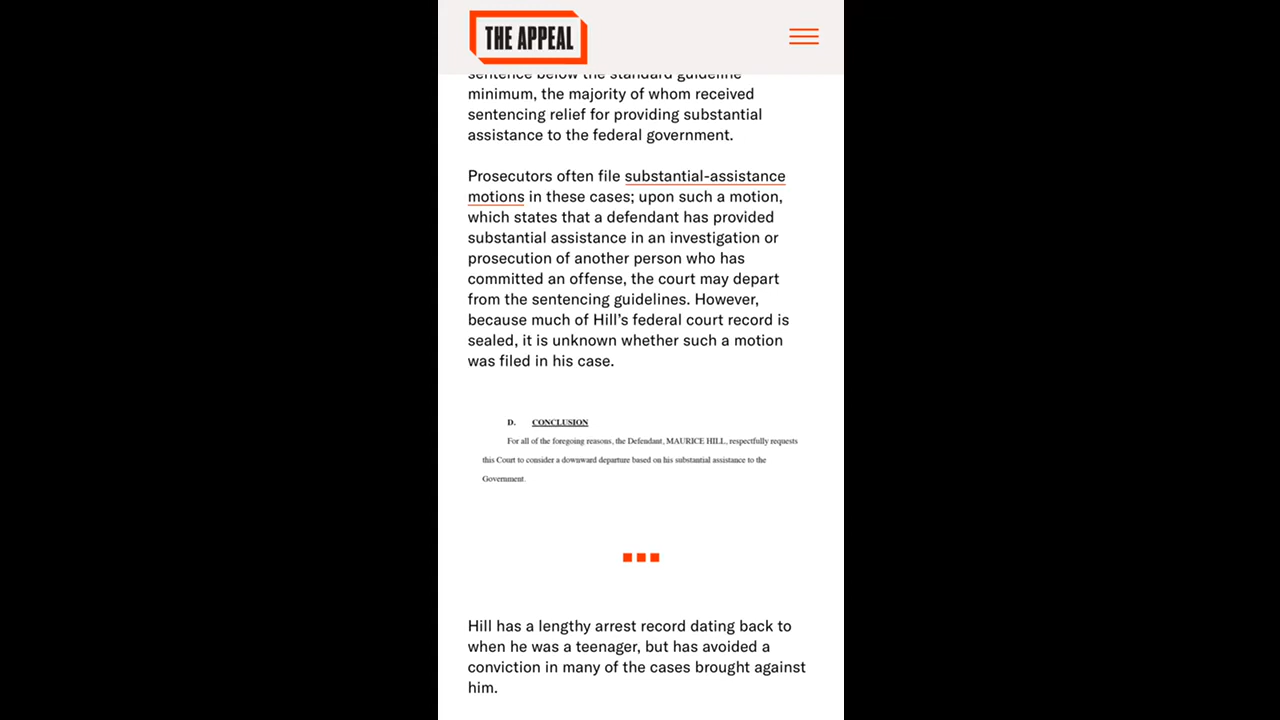 THE APPEAL
sentence below the standard guideline
minimum, the majority of whom received
sentencing relief for providing substantial
assistance to the federal government.
Prosecutors often file substantial-assistance
motions in these cases; upon such a motion,
which states that a defendant has provided
substantial assistance in an investigation or
prosecution of another person who has
committed an offense, the court may depart
from the sentencing guidelines. However,
because much of Hill’s federal court record is
sealed, it is unknown whether such a motion
was filed in his case.
D. CONCLUSION
For all of the foregoing reasons, the Defendant, MAURICE HILL, respectfully requests
this Court to consider a downward departure based on his substantial assistance to the
Government.
Hill has a lengthy arrest record dating back to
when he was a teenager, but has avoided a
conviction in many of the cases brought against
him.